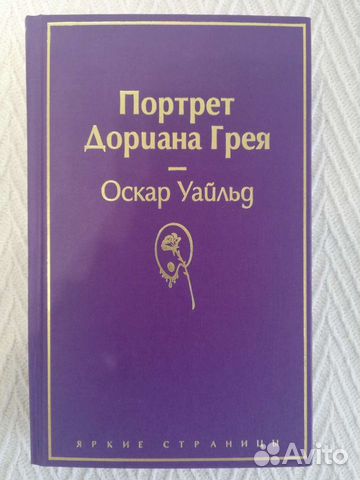 Портрет
Дориана Грея
Оскар Уайльд
ЯРКИЕ СТРАНИЦЫ
Avito